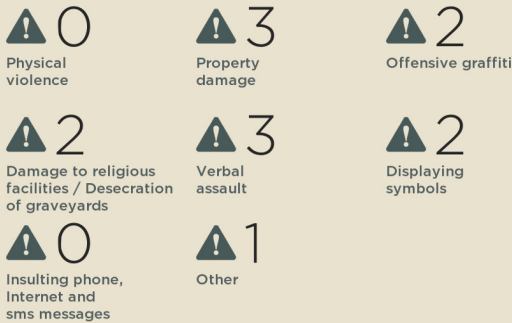 0
Physical
violence
3
Property
damage
2
Offensive graffiti
2
Damage to religious
facilities / Desecration
of graveyards
3
Verbal
assault
2
Displaying
symbols
0
Insulting phone,
Internet and
sms messages
1
Other